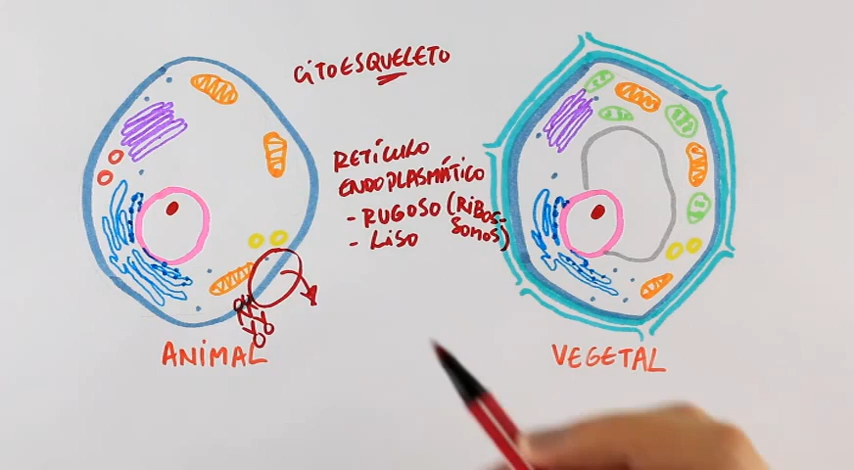 CITOESQUELETO
RETÍCULO
ENDOPLASMÁTICO
- RUGOSO (RIBOS-
SOMOS)
- LISO
ANIMAL
VEGETAL